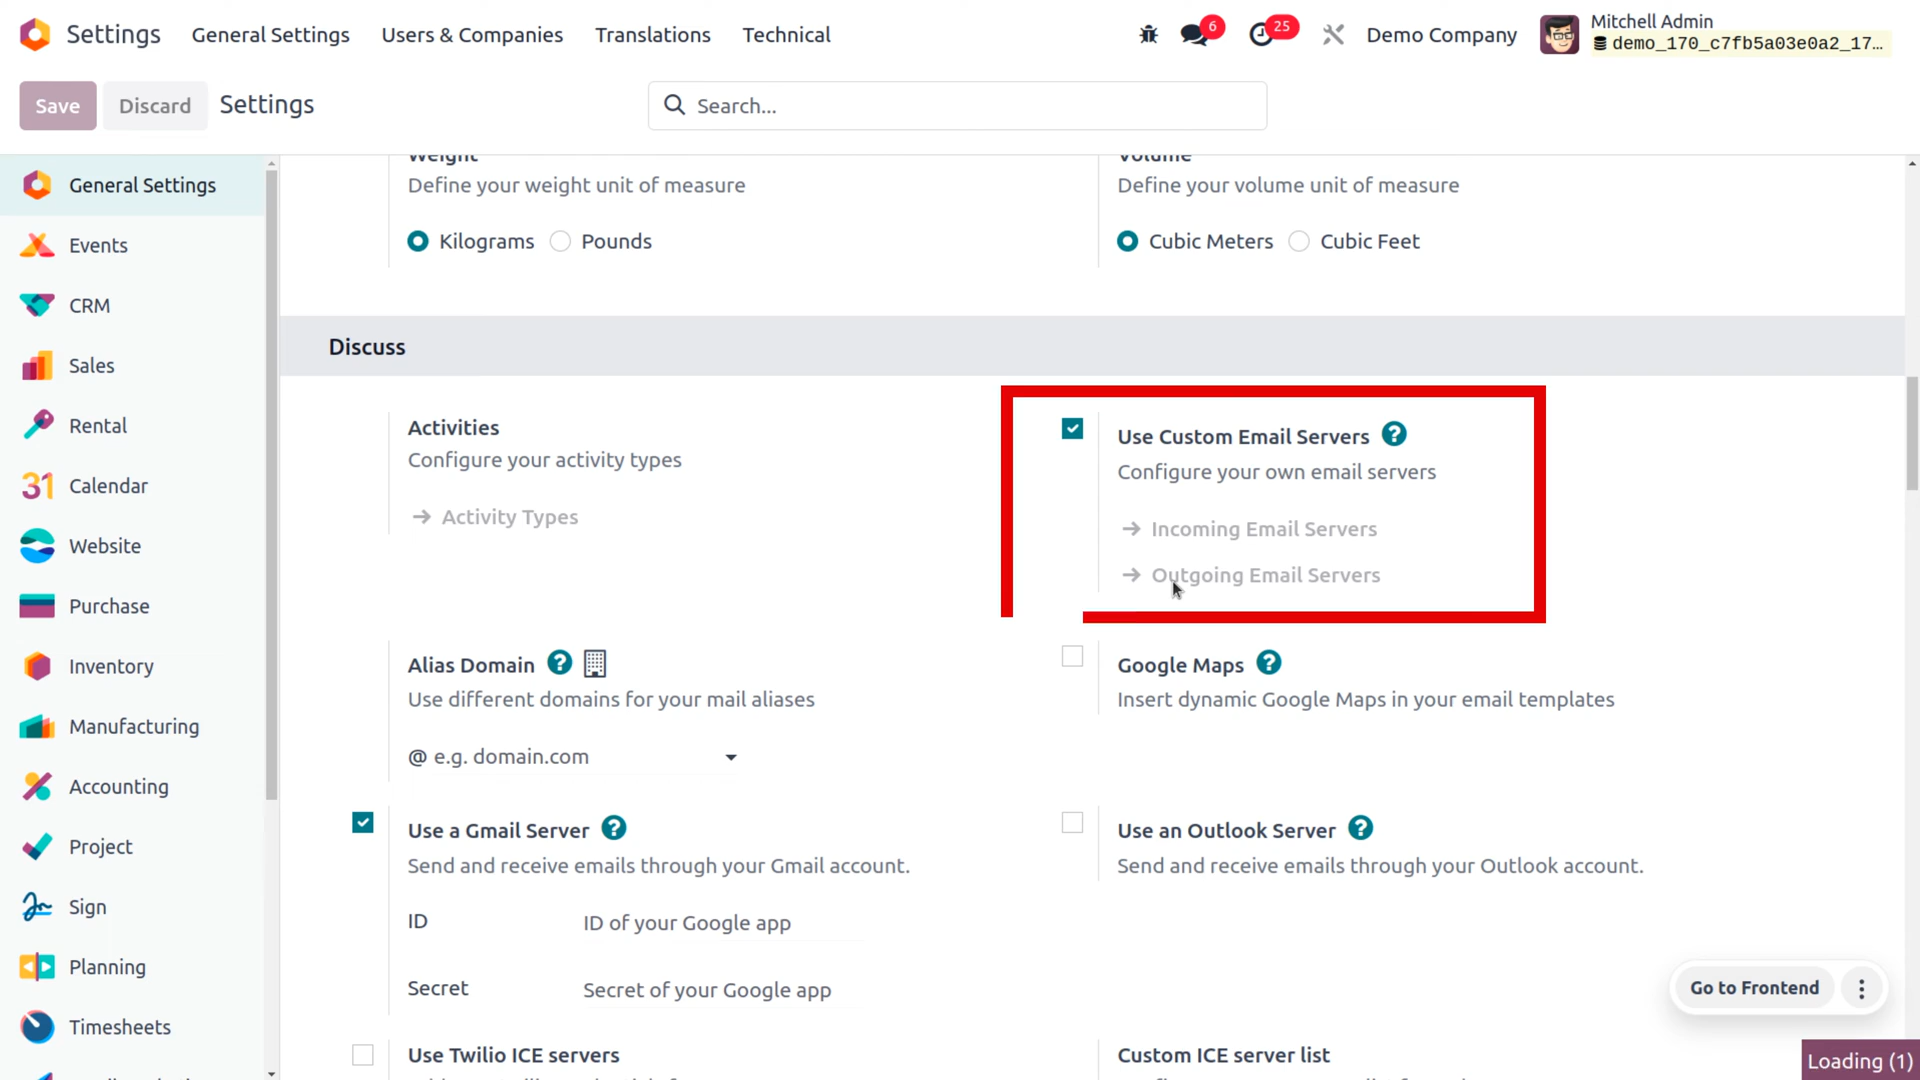 Settings General Settings Users & Companies Translations Technical 6 25 Demo Company Mitchell Admin
demo_170_c7fb5a03e0a2_17...
Save Discard Settings Search...
General Settings
Events
CRM
Sales
Rental
31 Calendar
Website
Purchase
Inventory
Manufacturing
Accounting
Project
Sign
Planning
Timesheets
Weight Volume
Define your weight unit of measure Define your volume unit of measure
Kilograms Pounds Cubic Meters Cubic Feet
Discuss
Activities
Configure your activity types
→ Activity Types
Use Custom Email Servers ?
Configure your own email servers
→ Incoming Email Servers
→ Outgoing Email Servers
Alias Domain ?
Use different domains for your mail aliases
@ e.g. domain.com
Google Maps ?
Insert dynamic Google Maps in your email templates
Use a Gmail Server ?
Send and receive emails through your Gmail account.
ID ID of your Google app
Secret Secret of your Google app
Use an Outlook Server ?
Send and receive emails through your Outlook account.
Use Twilio ICE servers Custom ICE server list
Go to Frontend
Loading (1)